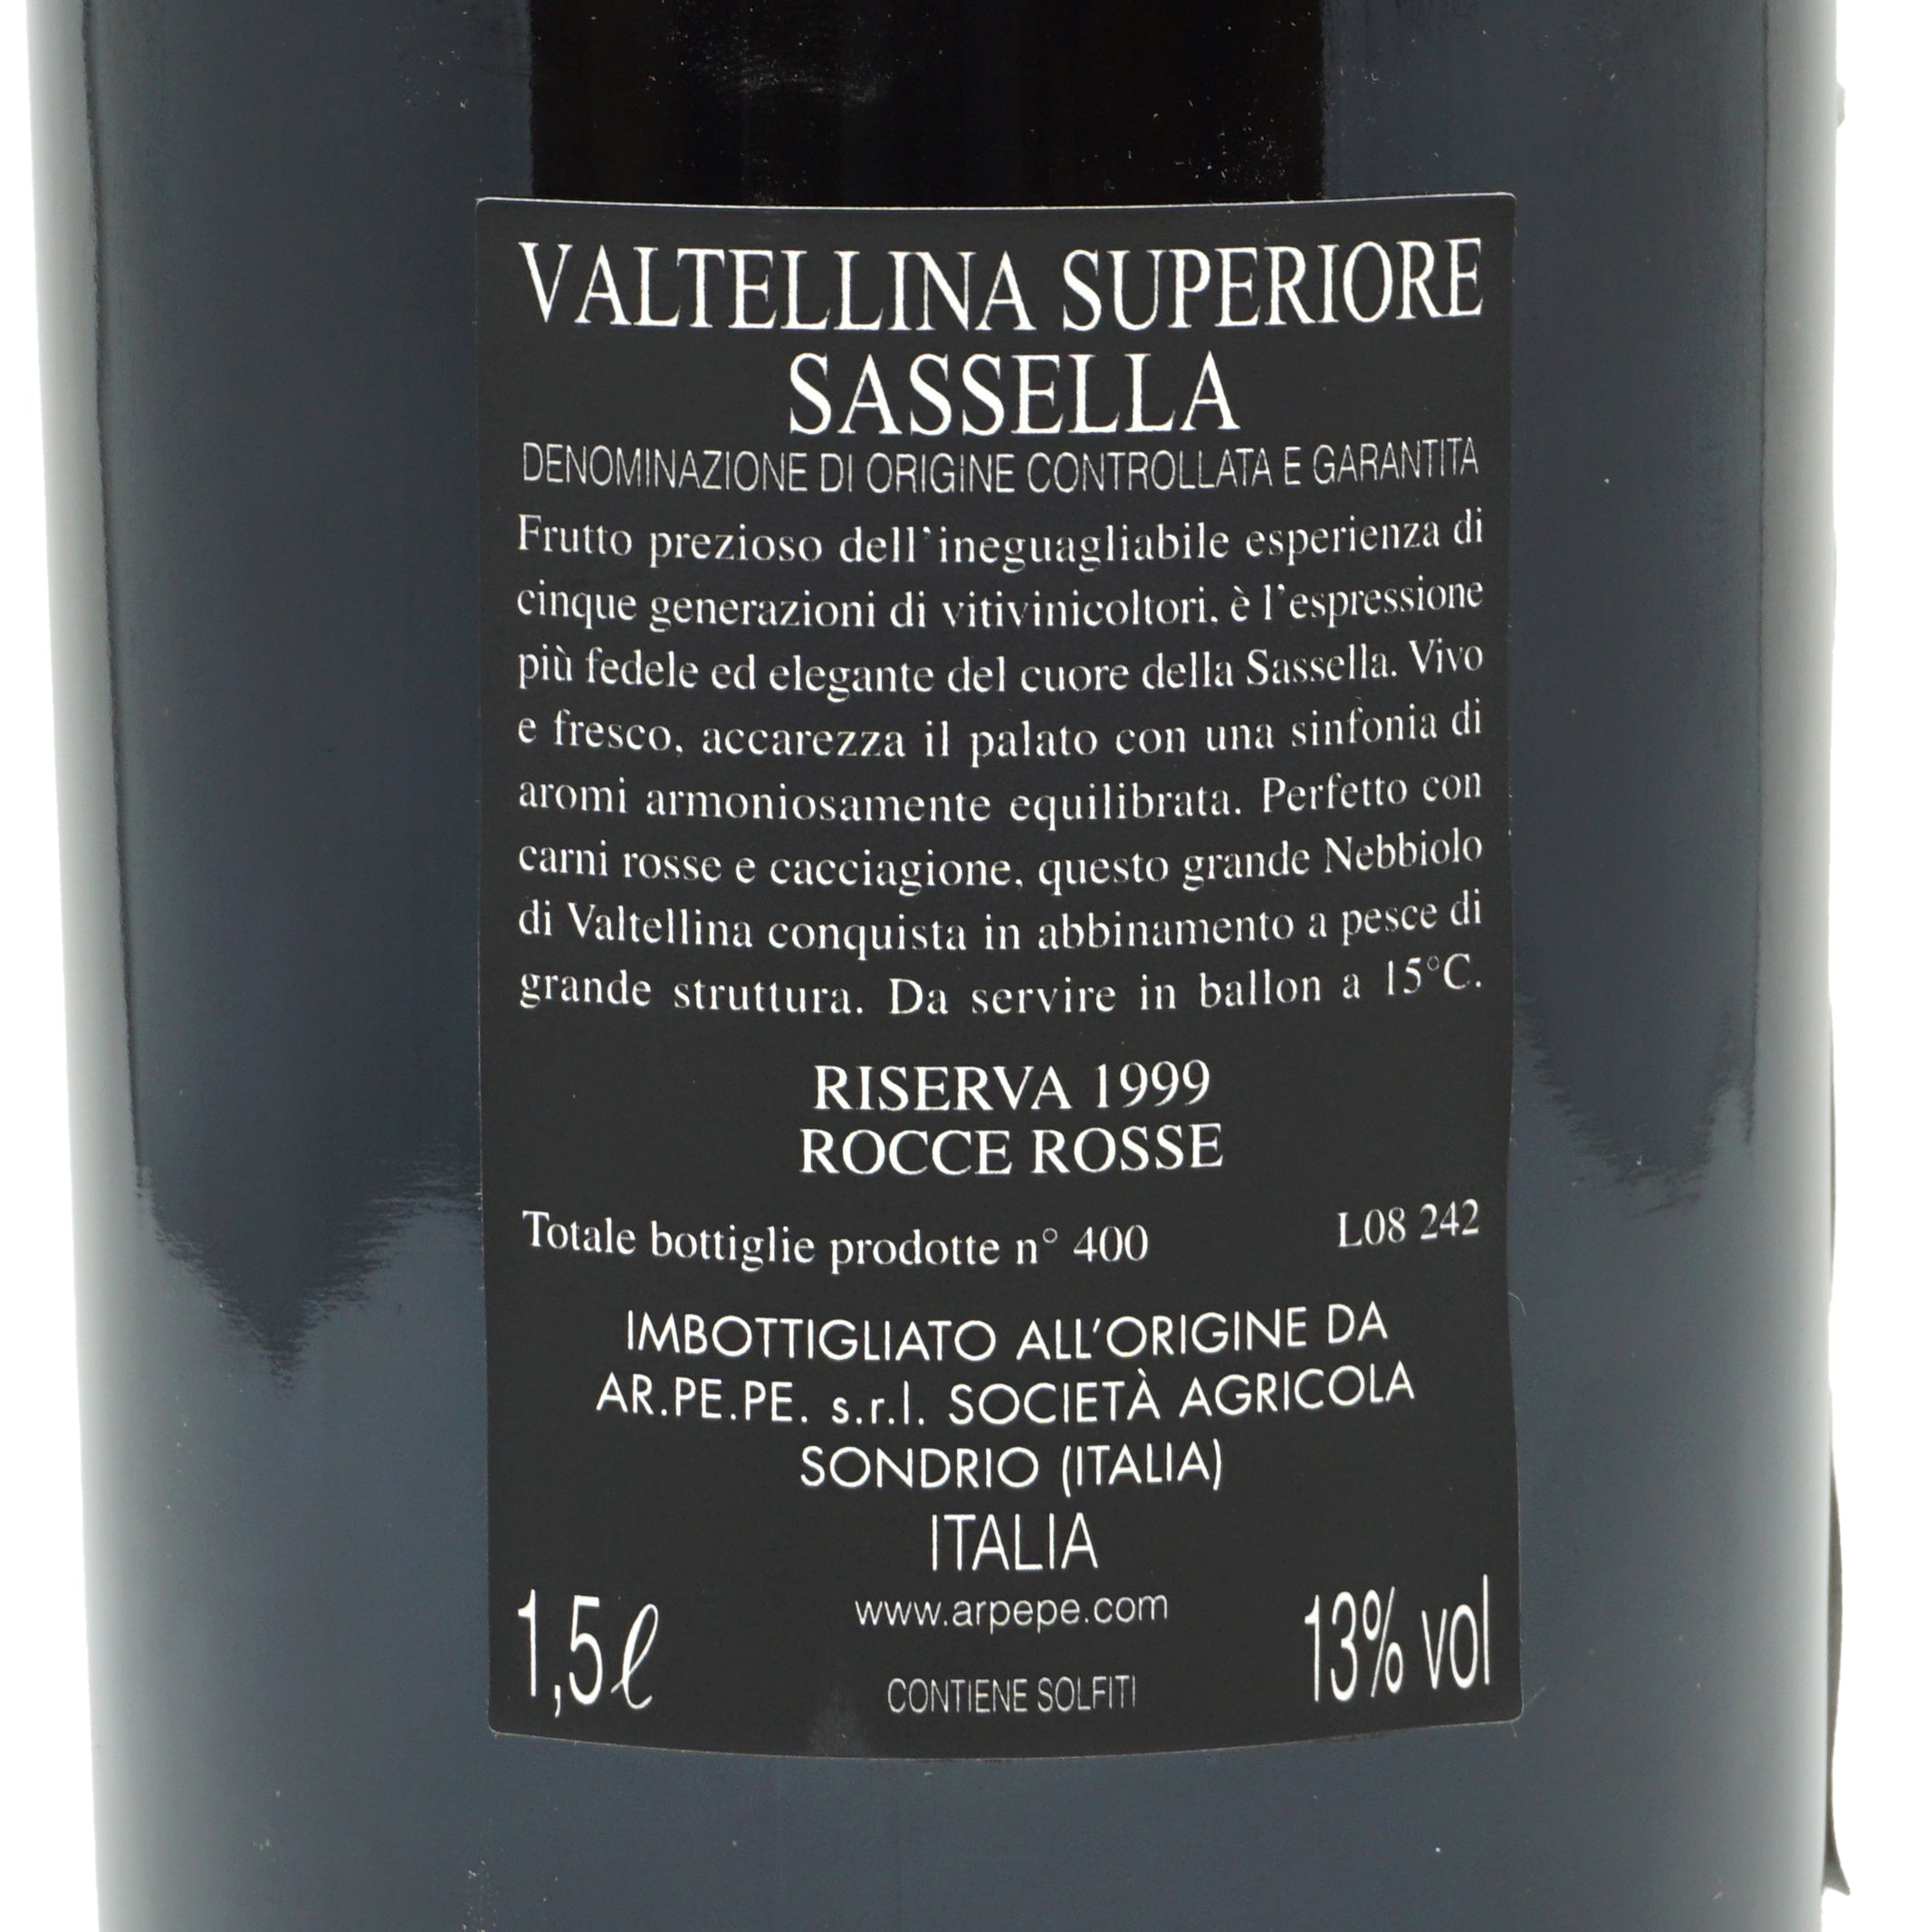 VALTELLINA SUPERIORE
SASSELLA
DENOMINAZIONE DI ORIGINE CONTROLLATA E GARANTITA
Frutto prezioso dell'ineguagliabile esperienza di
cinque generazioni di vitivinicoltori, è l'espressione
più fedele ed elegante del cuore della Sassella. Vivo
e fresco, accarezza il palato con una sinfonia di
aromi armoniosamente equilibrata. Perfetto con
carni rosse e cacciagione, questo grande Nebbiolo
di Valtellina conquista in abbinamento a pesce di
grande struttura. Da servire in ballon a 15°C.
RISERVA 1999
ROCCE ROSSE
Totale bottiglie prodotte n° 400 L08 242
IMBOTTIGLIATO ALL'ORIGINE DA
AR.PE.PE. s.r.l. SOCIETÀ AGRICOLA
SONDRIO (ITALIA)
ITALIA
www.arpepe.com
1,5ℓ 13% vol
CONTIENE SOLFITI